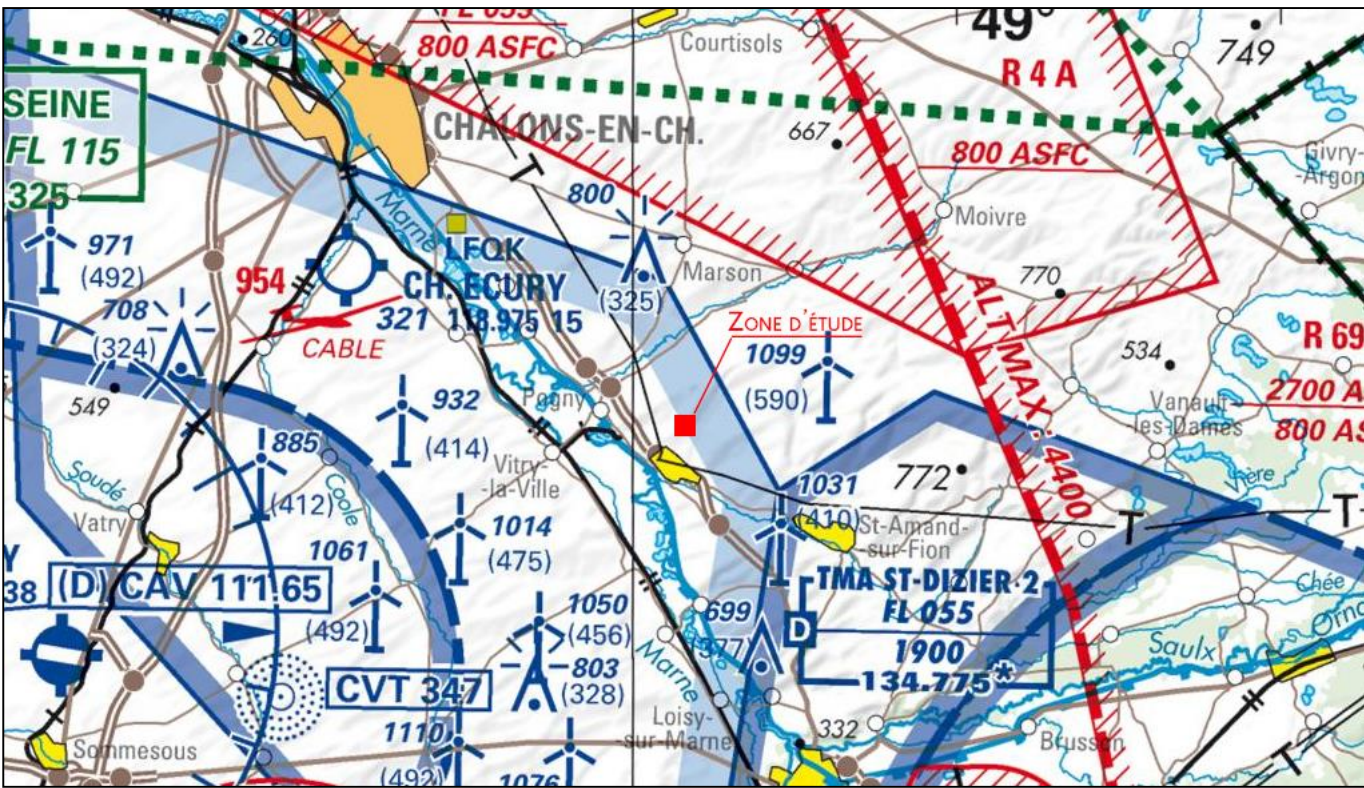 FL 055
800 ASFC
260
Courtisols
49°
R 4 A
749
SEINE
FL 115
325
CHALONS-EN-CH.
667
800 ASFC
Givry-
-Argon
T
971
(492)
Marne
800
Moivre
LFQK
Marson
954
CH. ECURY
(325)
770
ALT MAX : 4400
708
(324)
321 118.975 15
CABLE
ZONE D'ÉTUDE
1099
(590)
534
R 69
2700 A
800 AS
549
932
(414)
Pogny
Vanault-
-les-Dames
885
(412)
Vitry-
-la-Ville
772
Soudé
Coole
1031
(410)
T
T
Vatry
1014
(475)
St-Amand-
-sur-Fion
1061
(492)
Y
38
(D) CAV 111.65
TMA ST-DIZIER 2
FL 055
1900
134.775*
D
Chée
1050
(456)
699
Saulx
803
(328)
Marne
CVT 347
Loisy-
-sur-Marne
1110
(492)
332
Sommesous
Brusson
1076
T